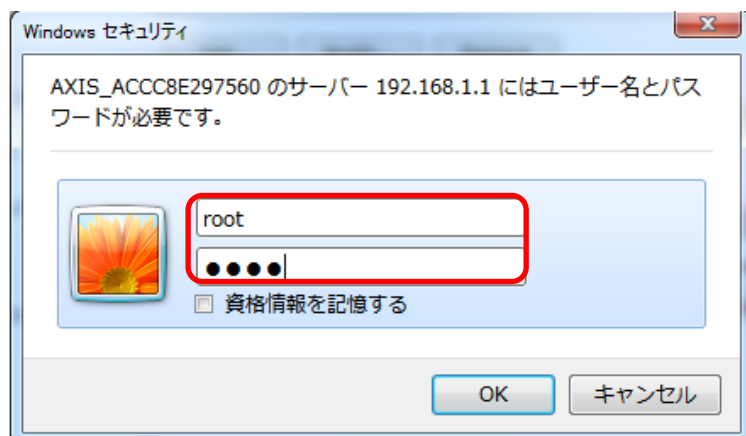 Windows セキュリティ
AXIS_ACCC8E297560 のサーバー 192.168.1.1 にはユーザー名とパス
ワードが必要です。
root
●●●●
資格情報を記憶する
OK
キャンセル